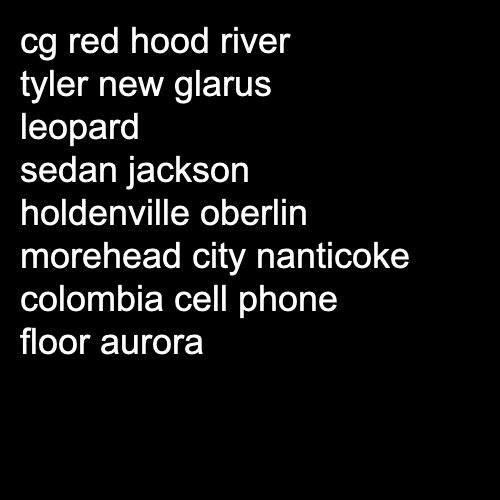 cg red hood river
tyler new glarus
leopard
sedan jackson
holdenville oberlin
morehead city nanticoke
colombia cell phone
floor aurora